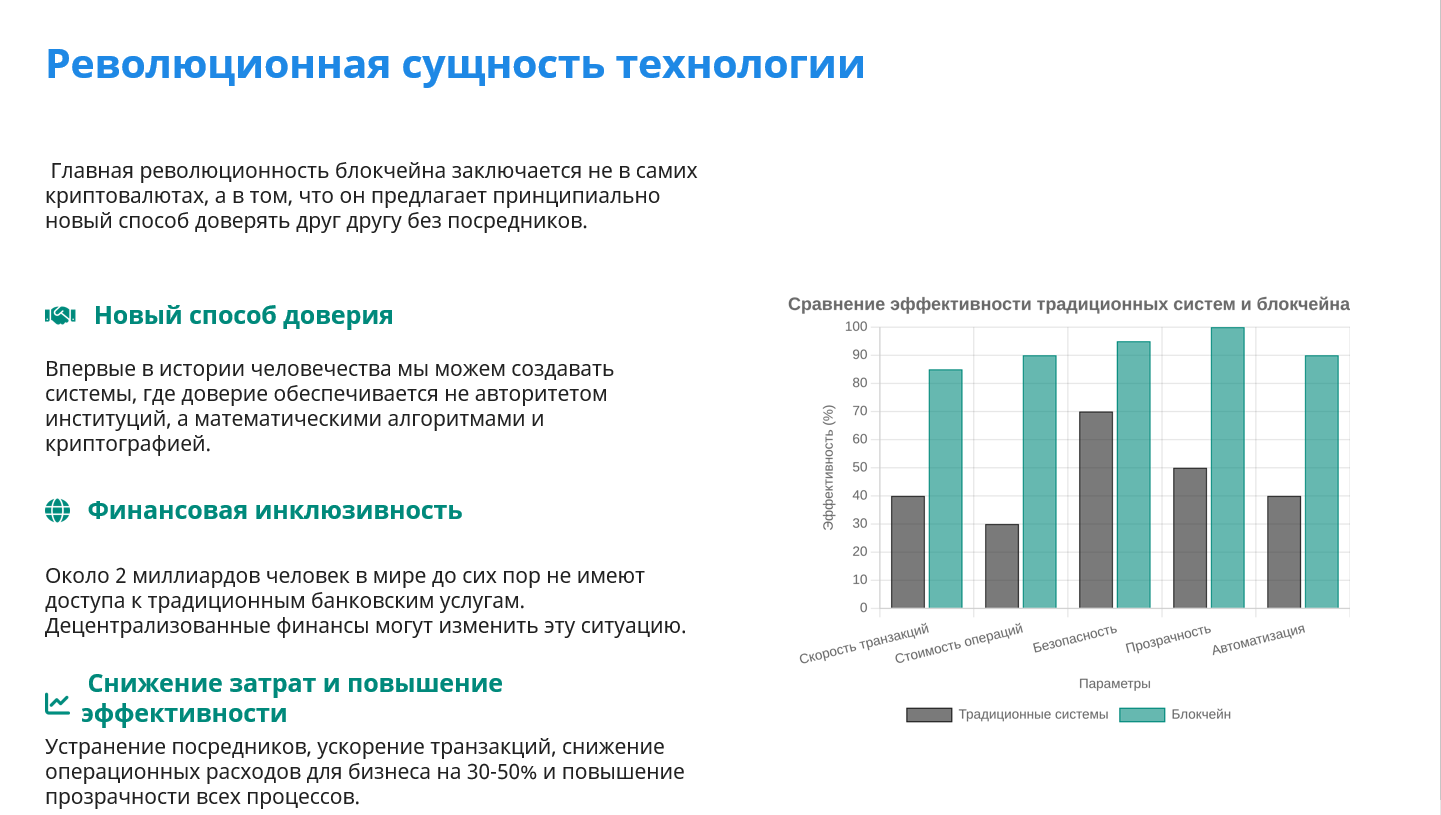 Революционная сущность технологии
Главная революционность блокчейна заключается не в самих
криптовалютах, а в том, что он предлагает принципиально
новый способ доверять друг другу без посредников.
Новый способ доверия
Впервые в истории человечества мы можем создавать
системы, где доверие обеспечивается не авторитетом
институций, а математическими алгоритмами и
криптографией.
Финансовая инклюзивность
Около 2 миллиардов человек в мире до сих пор не имеют
доступа к традиционным банковским услугам.
Децентрализованные финансы могут изменить эту ситуацию.
Снижение затрат и повышение
эффективности
Устранение посредников, ускорение транзакций, снижение
операционных расходов для бизнеса на 30-50% и повышение
прозрачности всех процессов.
Сравнение эффективности традиционных систем и блокчейна
100
90
80
70
60
50
40
30
20
10
0
Эффективность (%)
Скорость транзакций
Стоимость операций
Безопасность
Прозрачность
Автоматизация
Параметры
Традиционные системы
Блокчейн